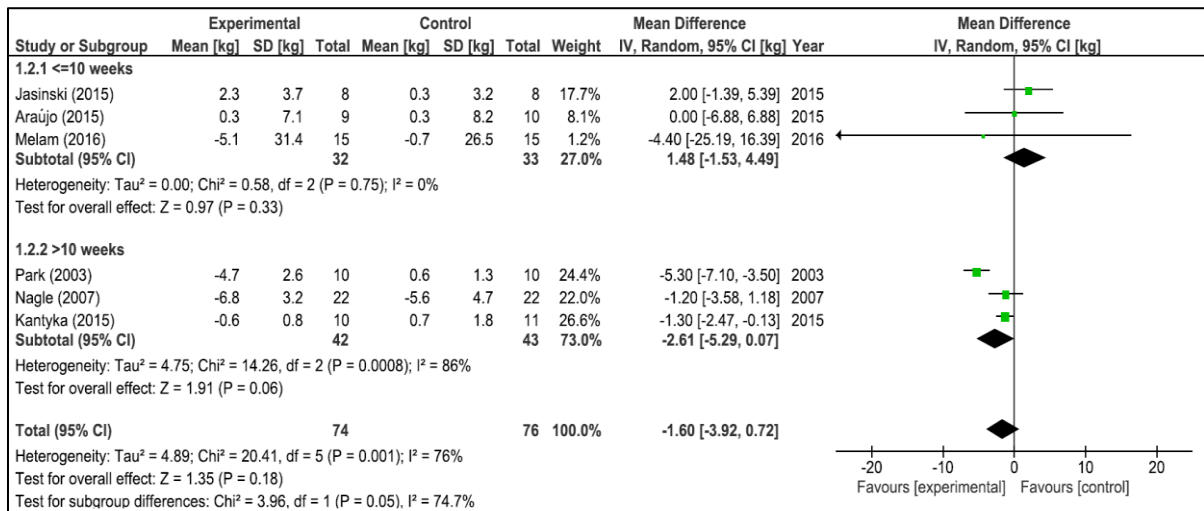 Experimental Control Mean Difference Mean Difference
Study or Subgroup Mean [kg] SD [kg] Total Mean [kg] SD [kg] Total Weight IV, Random, 95% CI [kg] Year IV, Random, 95% CI [kg]
1.2.1 <=10 weeks
Jasinski (2015) 2.3 3.7 8 0.3 3.2 8 17.7% 2.00 [-1.39, 5.39] 2015
Araújo (2015) 0.3 7.1 9 0.3 8.2 10 8.1% 0.00 [-6.88, 6.88] 2015
Melam (2016) -5.1 31.4 15 -0.7 26.5 15 1.2% -4.40 [-25.19, 16.39] 2016
Subtotal (95% CI) 32 33 27.0% 1.48 [-1.53, 4.49]
Heterogeneity: Tau² = 0.00; Chi² = 0.58, df = 2 (P = 0.75); I² = 0%
Test for overall effect: Z = 0.97 (P = 0.33)
1.2.2 >10 weeks
Park (2003) -4.7 2.6 10 0.6 1.3 10 24.4% -5.30 [-7.10, -3.50] 2003
Nagle (2007) -6.8 3.2 22 -5.6 4.7 22 22.0% -1.20 [-3.58, 1.18] 2007
Kantyka (2015) -0.6 0.8 10 0.7 1.8 11 26.6% -1.30 [-2.47, -0.13] 2015
Subtotal (95% CI) 42 43 73.0% -2.61 [-5.29, 0.07]
Heterogeneity: Tau² = 4.75; Chi² = 14.26, df = 2 (P = 0.0008); I² = 86%
Test for overall effect: Z = 1.91 (P = 0.06)
Total (95% CI) 74 76 100.0% -1.60 [-3.92, 0.72]
Heterogeneity: Tau² = 4.89; Chi² = 20.41, df = 5 (P = 0.001); I² = 76%
Test for overall effect: Z = 1.35 (P = 0.18)
Test for subgroup differences: Chi² = 3.96, df = 1 (P = 0.05), I² = 74.7%
-20 -10 0 10 20
Favours [experimental] Favours [control]